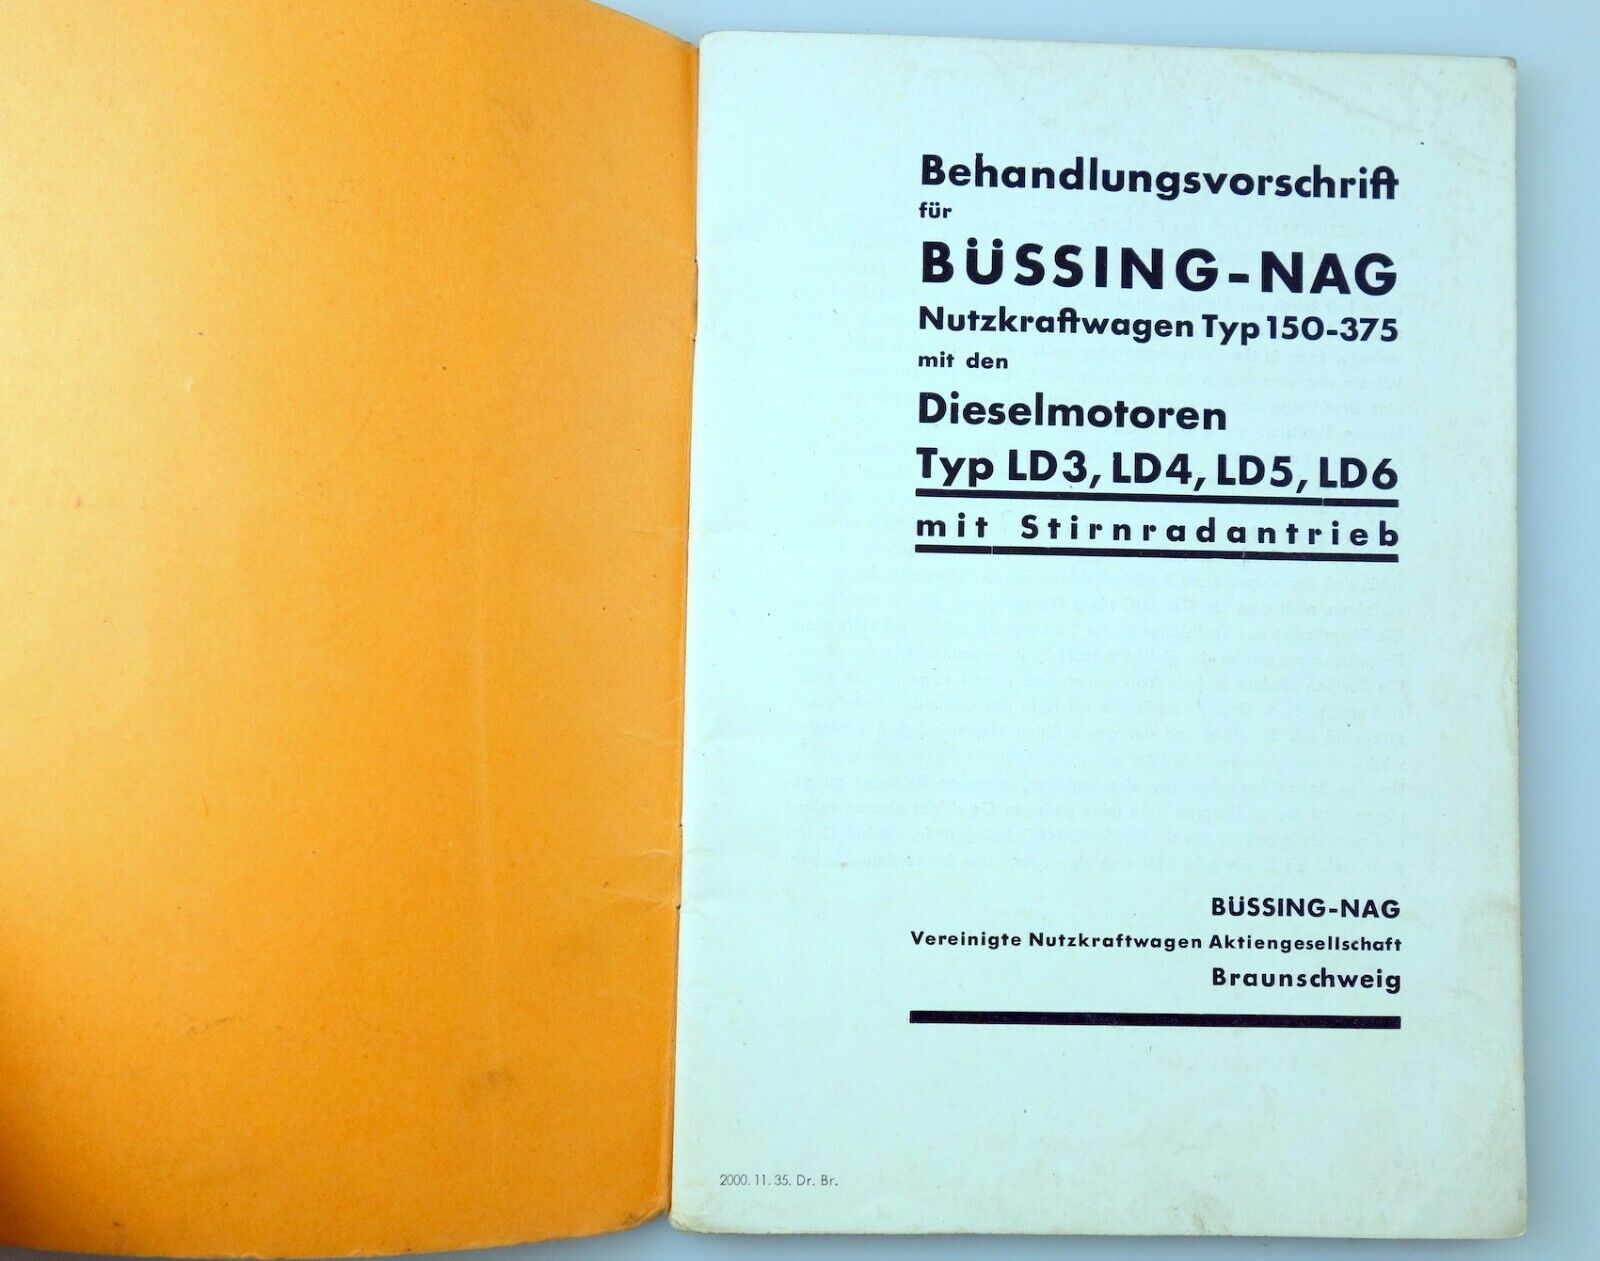 Behandlungsvorschrift
für
BÜSSING-NAG
Nutzkraftwagen Typ 150-375
mit den
Dieselmotoren
Typ LD3, LD4, LD5, LD6
mit Stirnradantrieb
BÜSSING-NAG
Vereinigte Nutzkraftwagen Aktiengesellschaft
Braunschweig
2000. 11. 35. Dr. Br.